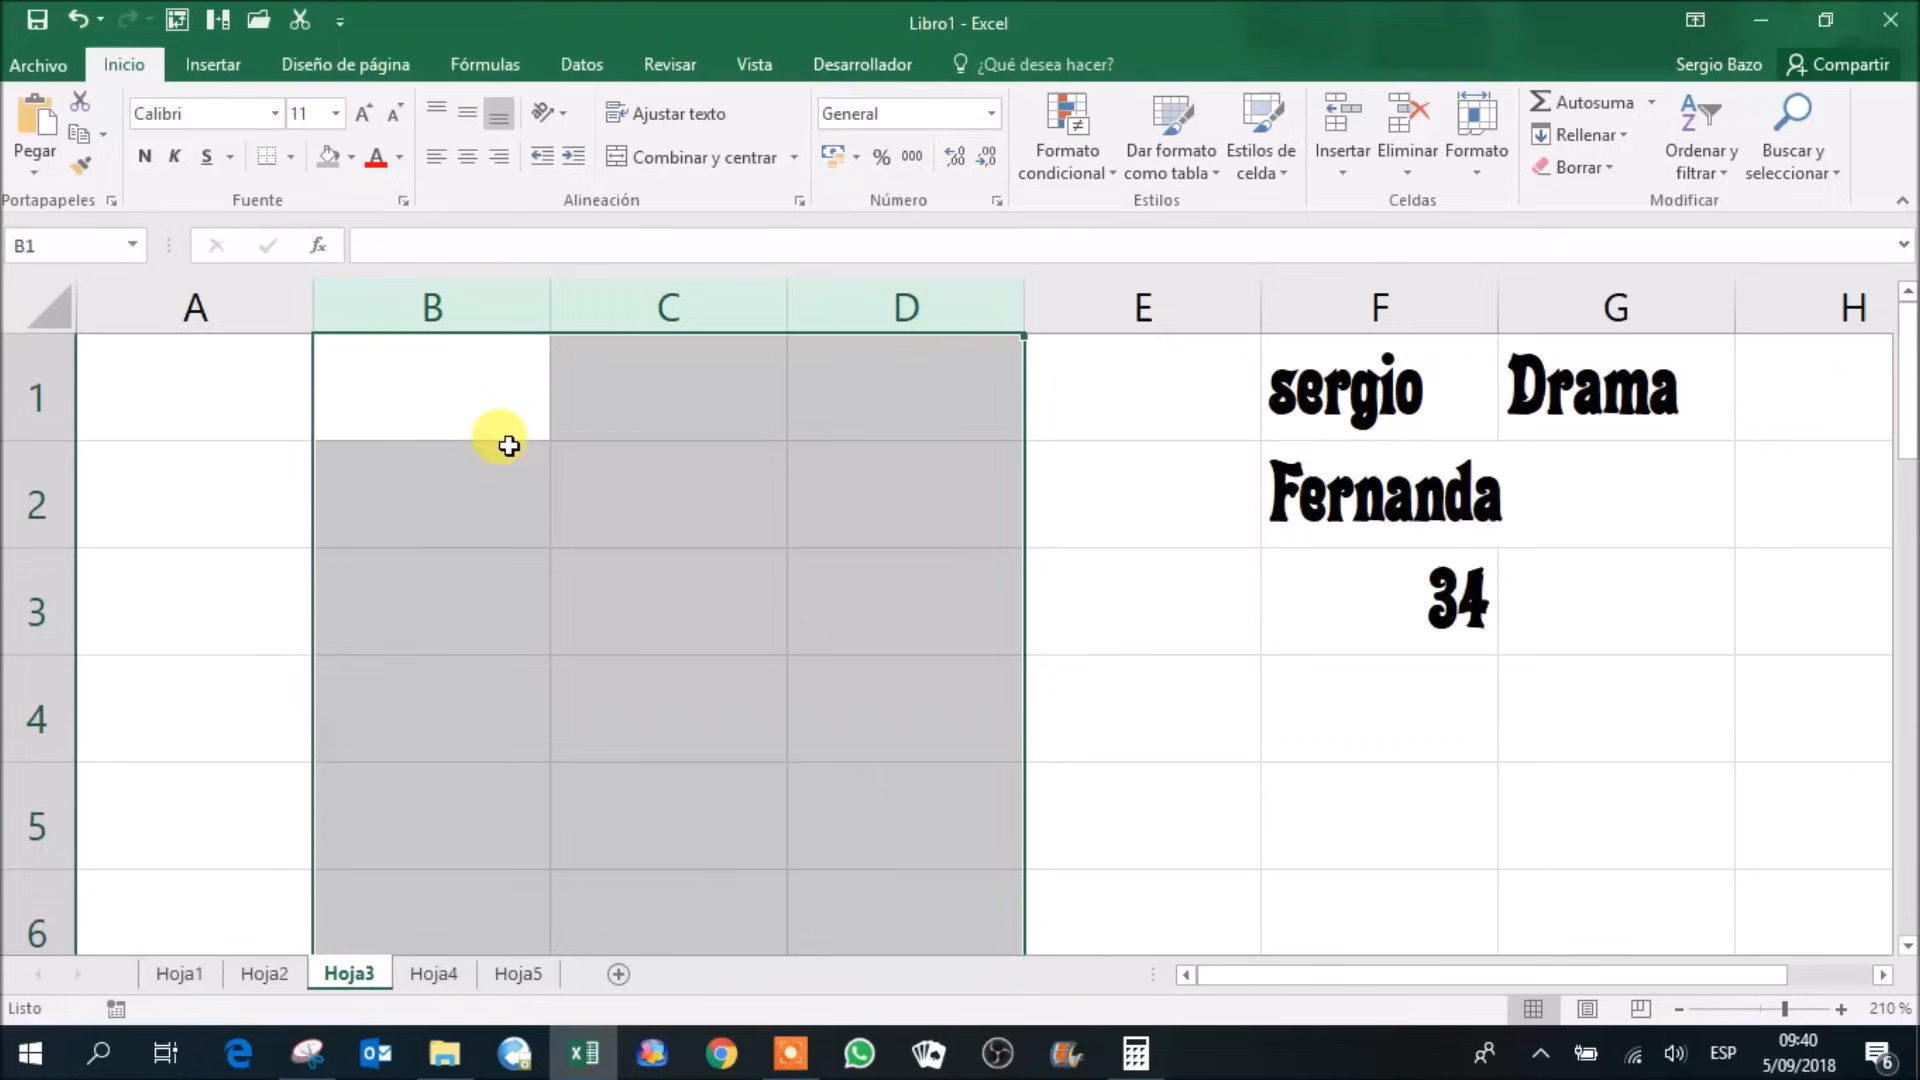 Libro1 - Excel
Archivo Inicio Insertar Diseño de página Fórmulas Datos Revisar Vista Desarrollador ¿Qué desea hacer? Sergio Bazo Compartir
Calibri 11 Ajustar texto General Autosuma
Pegar Formato condicional Dar formato como tabla Estilos de celda Insertar Eliminar Formato Rellenar Ordenar y filtrar Buscar y seleccionar
N K S A Combinar y centrar % 000 Borrar
Portapapeles Fuente Alineación Número Estilos Celdas Modificar
B1 fx
A B C D E F G H
1 sergio Drama
2 Fernanda
3 34
4
5
6
Hoja1 Hoja2 Hoja3 Hoja4 Hoja5
Listo 210 %
ESP 09:40
5/09/2018 6